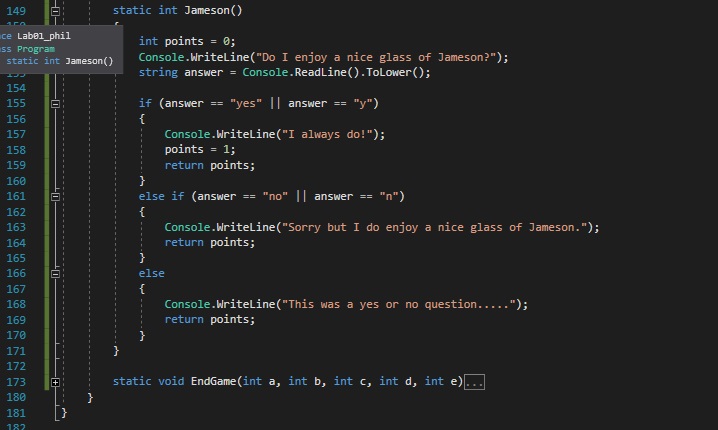 149 static int Jameson()
150 {
ce Lab01_phil
ss Program
static int Jameson()
int points = 0;
Console.WriteLine("Do I enjoy a nice glass of Jameson?");
153 string answer = Console.ReadLine().ToLower();
154
155 if (answer == "yes" || answer == "y")
156 {
157 Console.WriteLine("I always do!");
158 points = 1;
159 return points;
160 }
161 else if (answer == "no" || answer == "n")
162 {
163 Console.WriteLine("Sorry but I do enjoy a nice glass of Jameson.");
164 return points;
165 }
166 else
167 {
168 Console.WriteLine("This was a yes or no question.....");
169 return points;
170 }
171 }
172
173 static void EndGame(int a, int b, int c, int d, int e)...
180 }
181 }
182